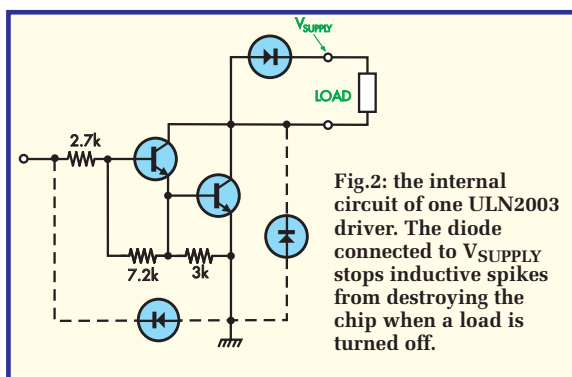 VSUPPLY
LOAD
2.7k
7.2k
3k
Fig.2: the internal
circuit of one ULN2003
driver. The diode
connected to VSUPPLY
stops inductive spikes
from destroying the
chip when a load is
turned off.